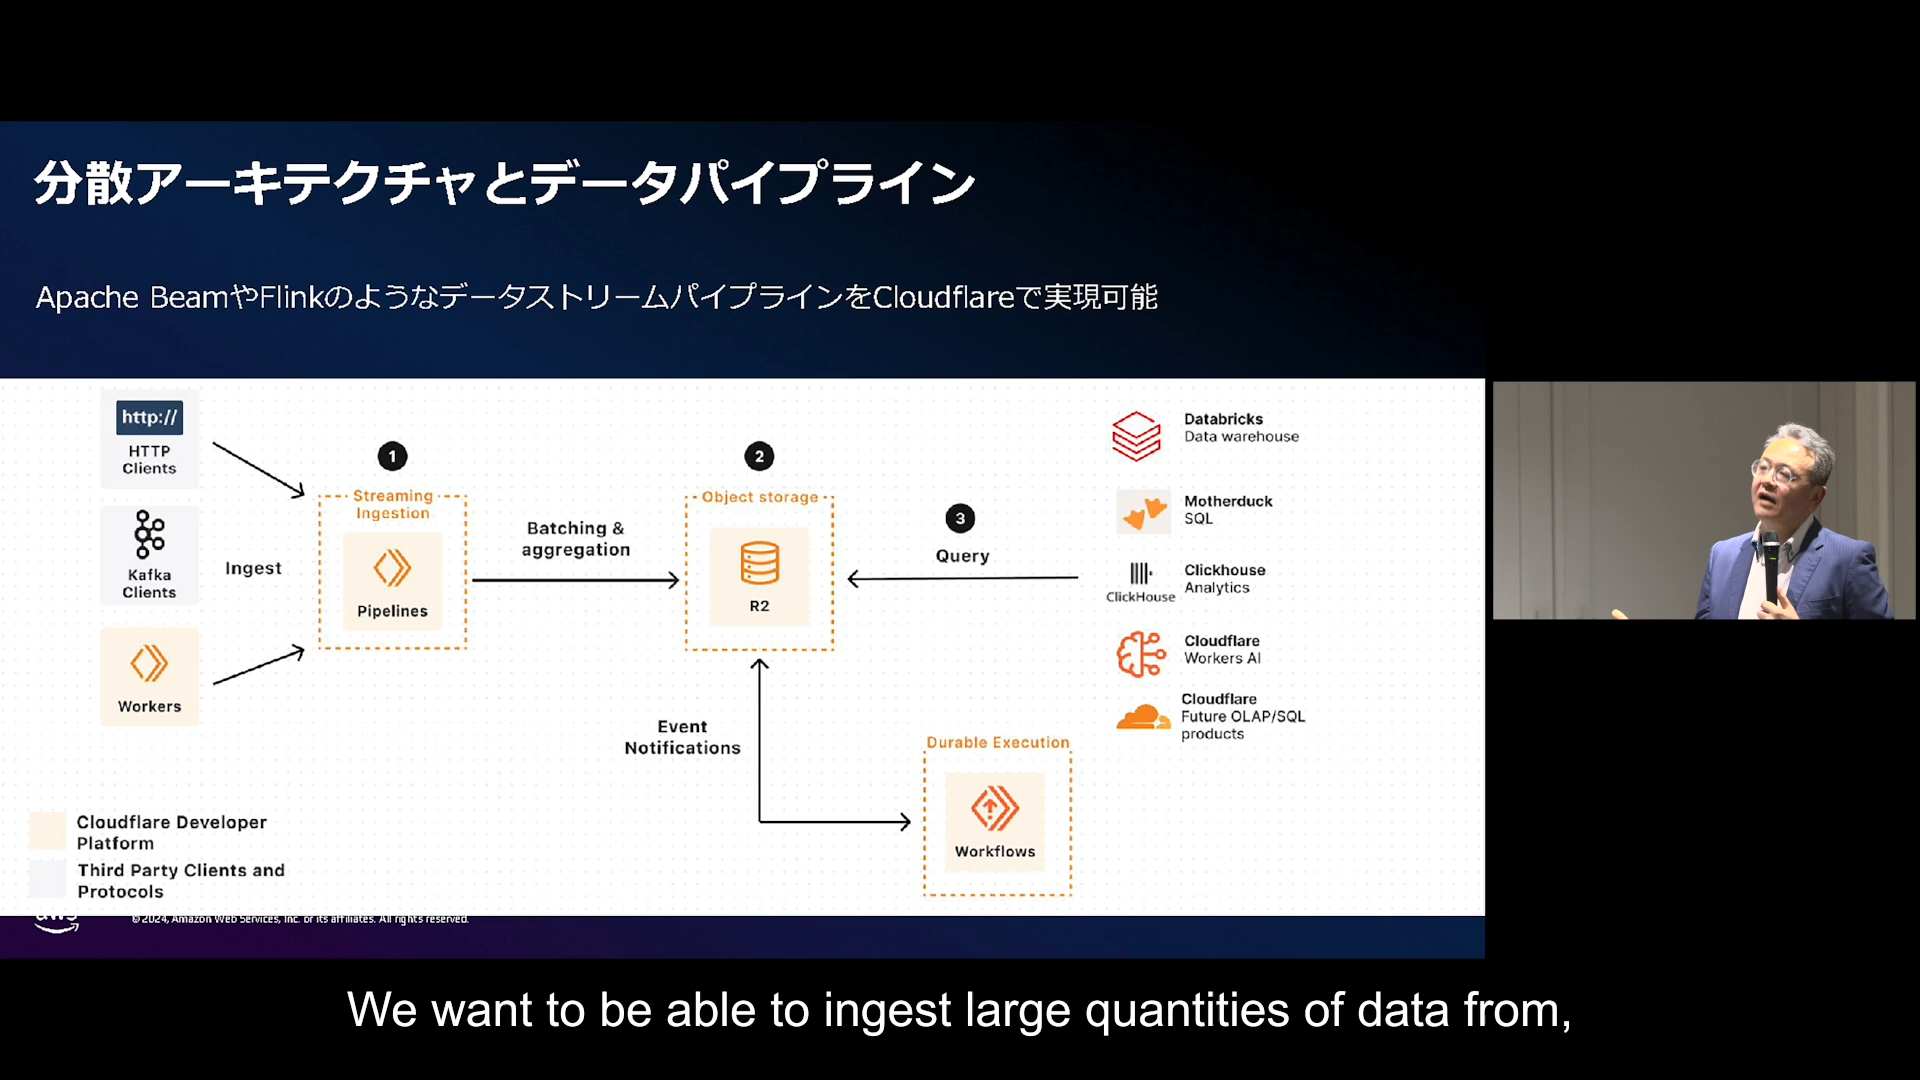 分散アーキテクチャとデータパイプライン
Apache BeamやFlinkのようなデータストリームパイプラインをCloudflareで実現可能
http://
HTTP
Clients
Kafka
Clients
Workers
Ingest
1
Streaming
Ingestion
Pipelines
Batching &
aggregation
2
Object storage
R2
3
Query
Event
Notifications
Durable Execution
Workflows
Databricks
Data warehouse
Motherduck
SQL
ClickHouse
Clickhouse
Analytics
Cloudflare
Workers AI
Cloudflare
Future OLAP/SQL
products
Cloudflare Developer
Platform
Third Party Clients and
Protocols
aws
© 2024, Amazon Web Services, Inc. or its affiliates. All rights reserved.
We want to be able to ingest large quantities of data from,